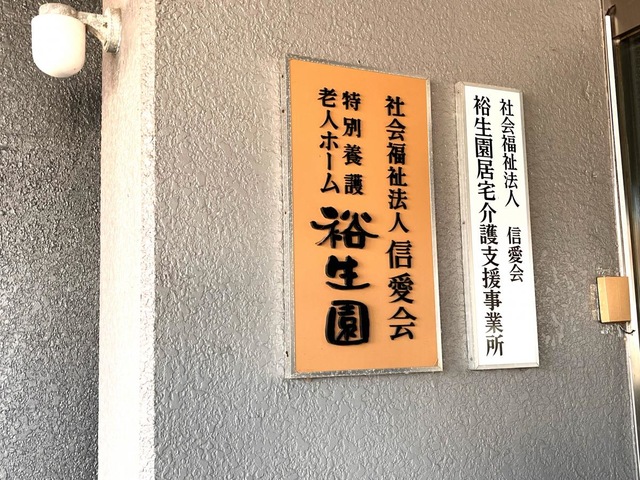 社会福祉法人 信愛会
特別養護
老人ホーム
裕生園
社会福祉法人 信愛会
裕生園居宅介護支援事業所